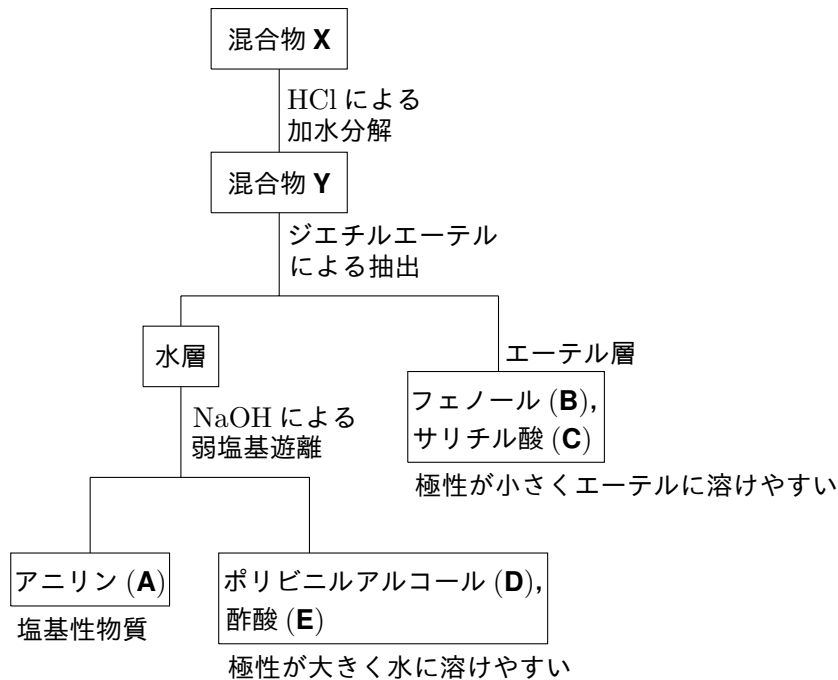 混合物 X
HCl による
加水分解
混合物 Y
ジエチルエーテル
による抽出
水層
エーテル層
フェノール (B),
サリチル酸 (C)
極性が小さくエーテルに溶けやすい
NaOH による
弱塩基遊離
アニリン (A)
塩基性物質
ポリビニルアルコール (D),
酢酸 (E)
極性が大きく水に溶けやすい